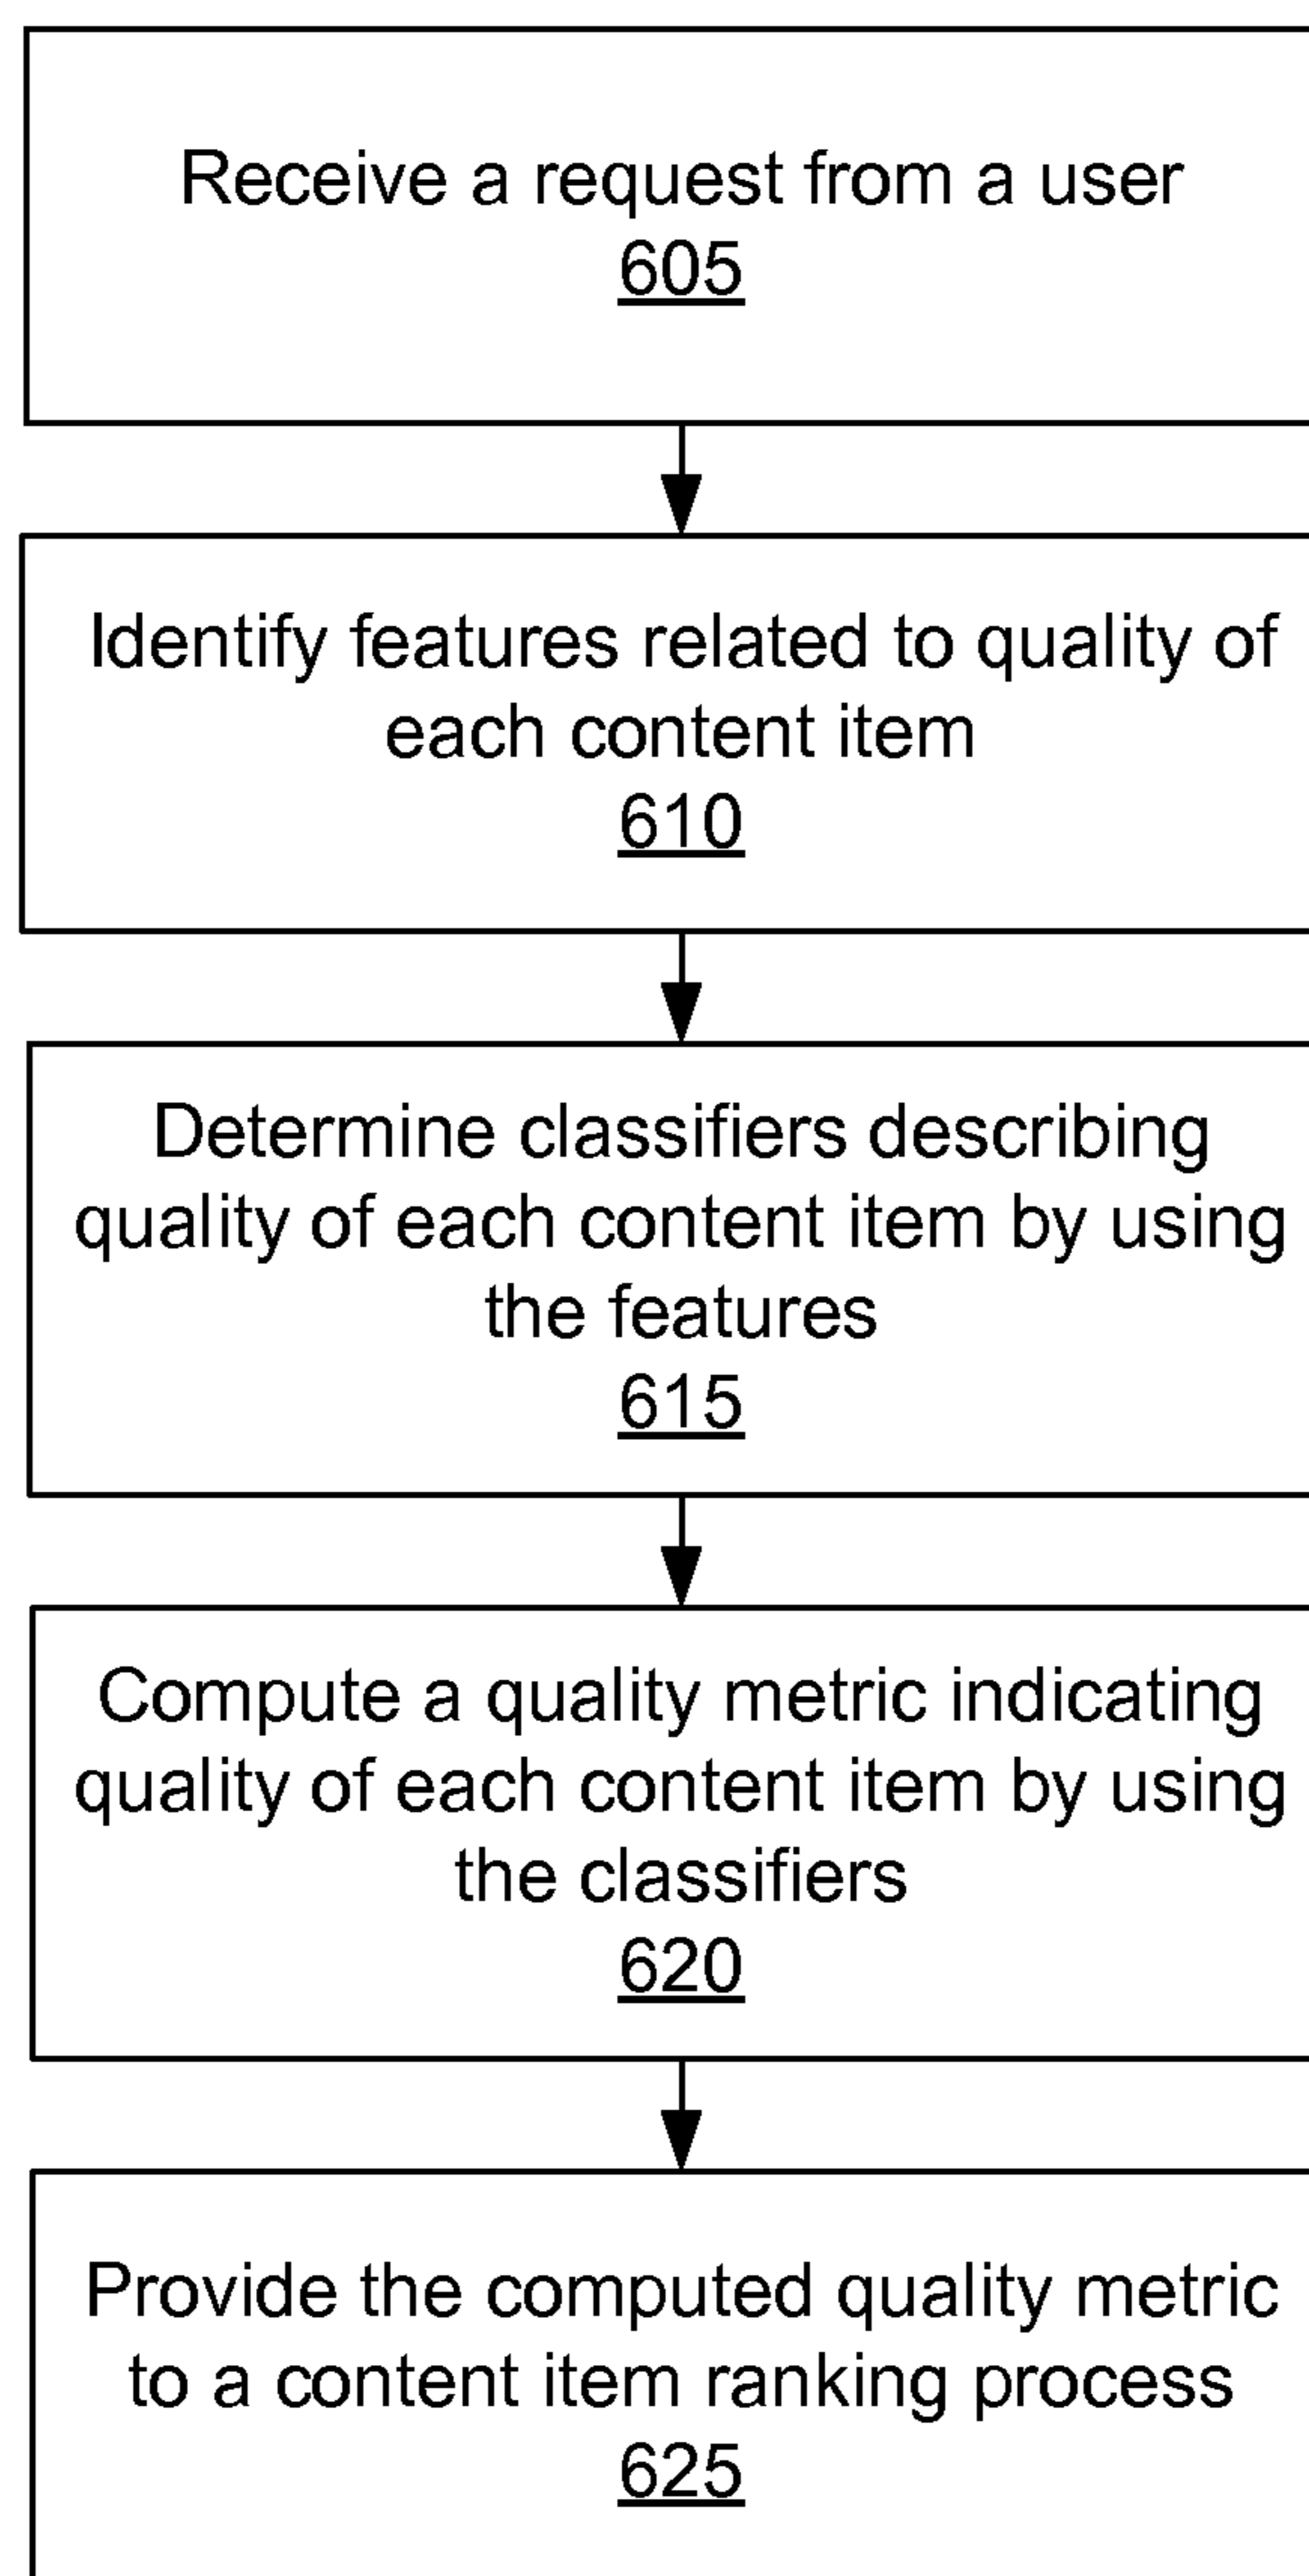 Receive a request from a user
605
Identify features related to quality of
each content item
610
Determine classifiers describing
quality of each content item by using
the features
615
Compute a quality metric indicating
quality of each content item by using
the classifiers
620
Provide the computed quality metric
to a content item ranking process
625